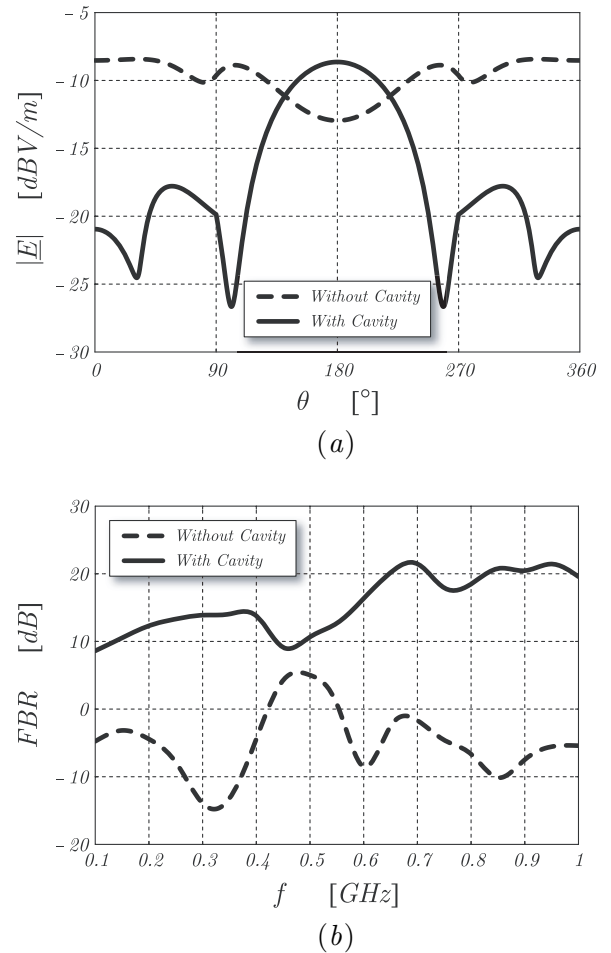 − 5
− 10
− 15
− 20
− 25
− 30
|E| [dBV/m]
Without Cavity
With Cavity
0 90 180 270 360
θ [°]
(a)
30
20
10
0
− 10
− 20
FBR [dB]
Without Cavity
With Cavity
0.1 0.2 0.3 0.4 0.5 0.6 0.7 0.8 0.9 1
f [GHz]
(b)